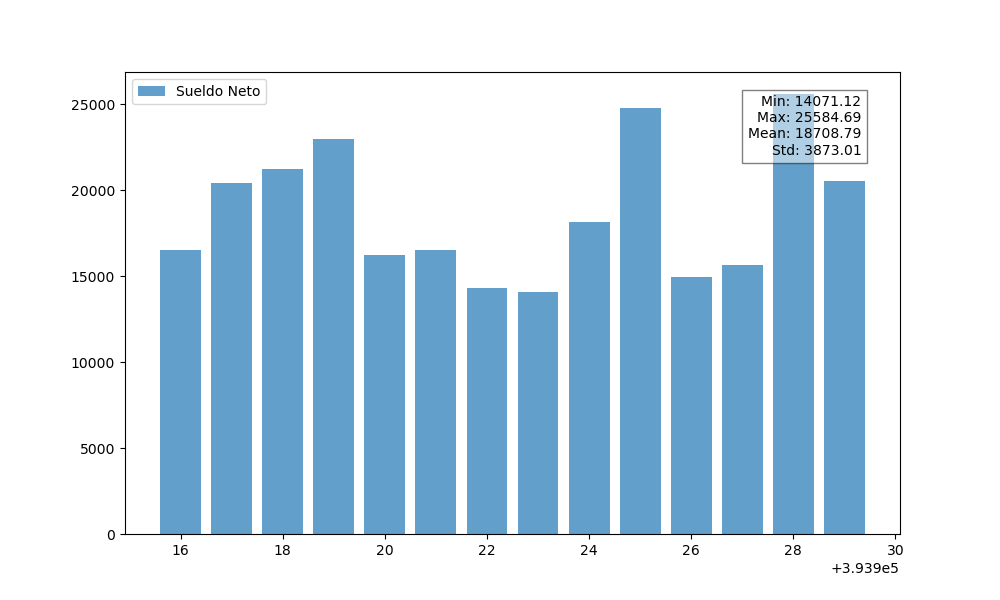 Sueldo Neto
Min: 14071.12
Max: 25584.69
Mean: 18708.79
Std: 3873.01
25000
20000
15000
10000
5000
0
16 18 20 22 24 26 28 30
+3.939e5